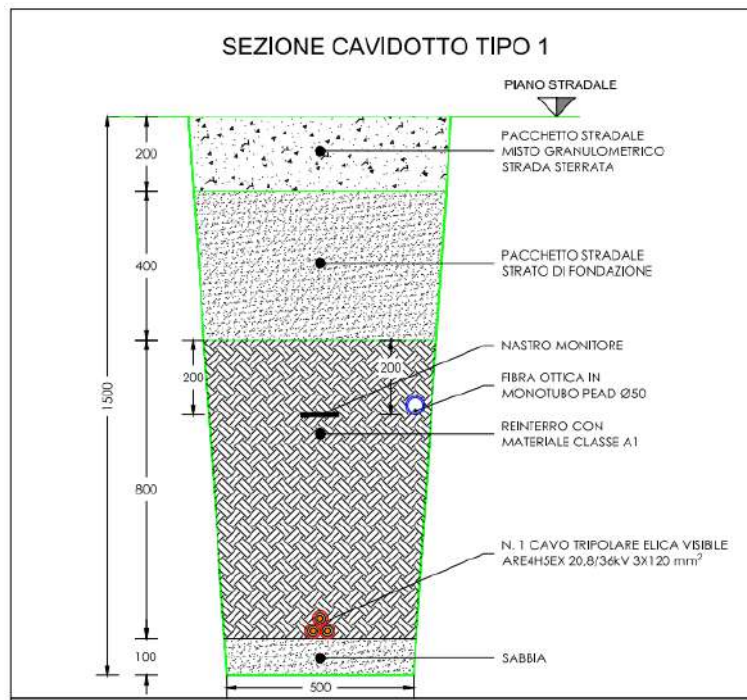 SEZIONE CAVIDOTTO TIPO 1
PIANO STRADALE
200
PACCHETTO STRADALE
MISTO GRANULOMETRICO
STRADA STERRATA
400
PACCHETTO STRADALE
STRATO DI FONDAZIONE
1500
800
200
200
NASTRO MONITORE
FIBRA OTTICA IN
MONOTUBO PEAD Ø50
REINTERRO CON
MATERIALE CLASSE A1
N. 1 CAVO TRIPOLARE ELICA VISIBILE
ARE4H5EX 20,8/36kV 3X120 mm²
100
SABBIA
500